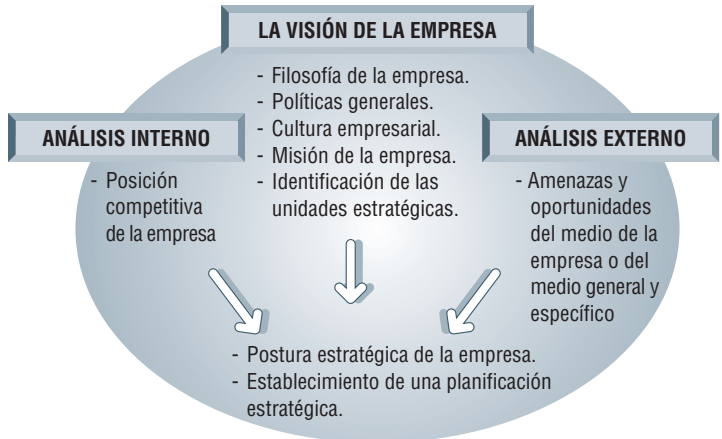 LA VISIÓN DE LA EMPRESA
- Filosofía de la empresa.
- Políticas generales.
- Cultura empresarial.
- Misión de la empresa.
- Identificación de las
unidades estratégicas.
ANÁLISIS INTERNO
- Posición
competitiva
de la empresa
ANÁLISIS EXTERNO
- Amenazas y
oportunidades
del medio de la
empresa o del
medio general y
específico
- Postura estratégica de la empresa.
- Establecimiento de una planificación
estratégica.